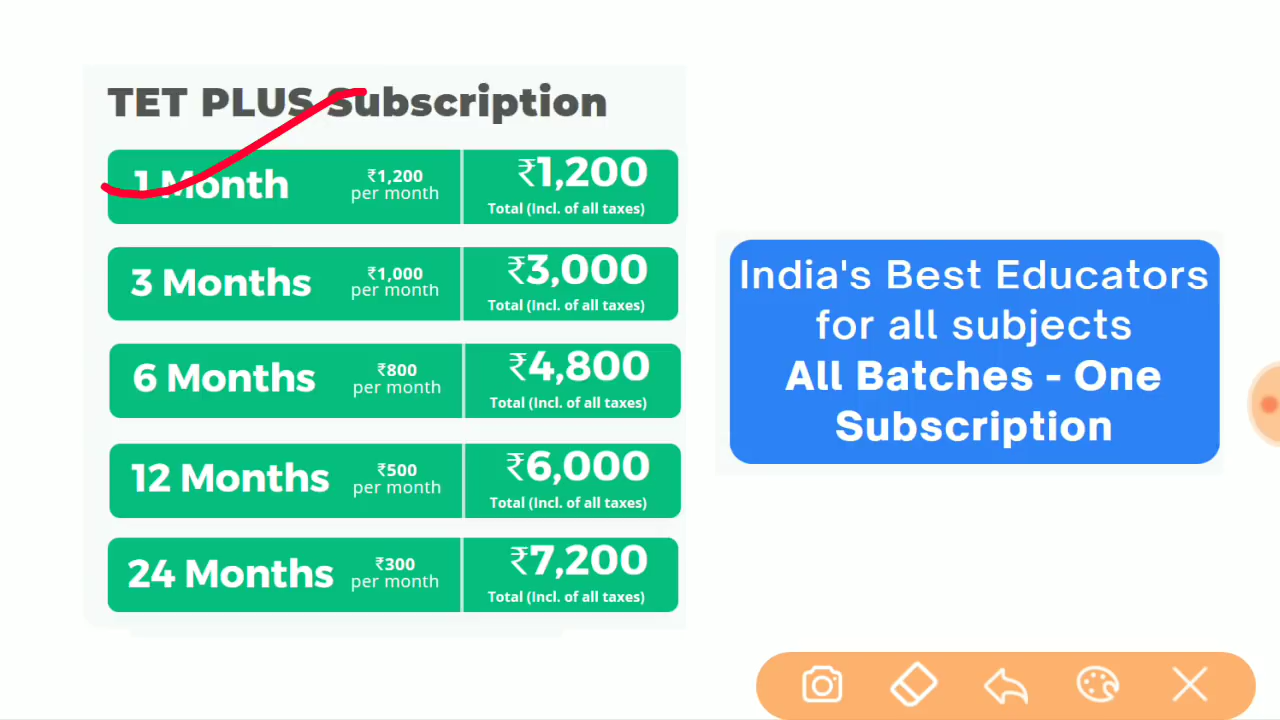 TET PLUS Subscription
1 Month
₹1,200
per month
₹1,200
Total (Incl. of all taxes)
3 Months
₹1,000
per month
₹3,000
Total (Incl. of all taxes)
6 Months
₹800
per month
₹4,800
Total (Incl. of all taxes)
12 Months
₹500
per month
₹6,000
Total (Incl. of all taxes)
24 Months
₹300
per month
₹7,200
Total (Incl. of all taxes)
India's Best Educators
for all subjects
All Batches - One
Subscription